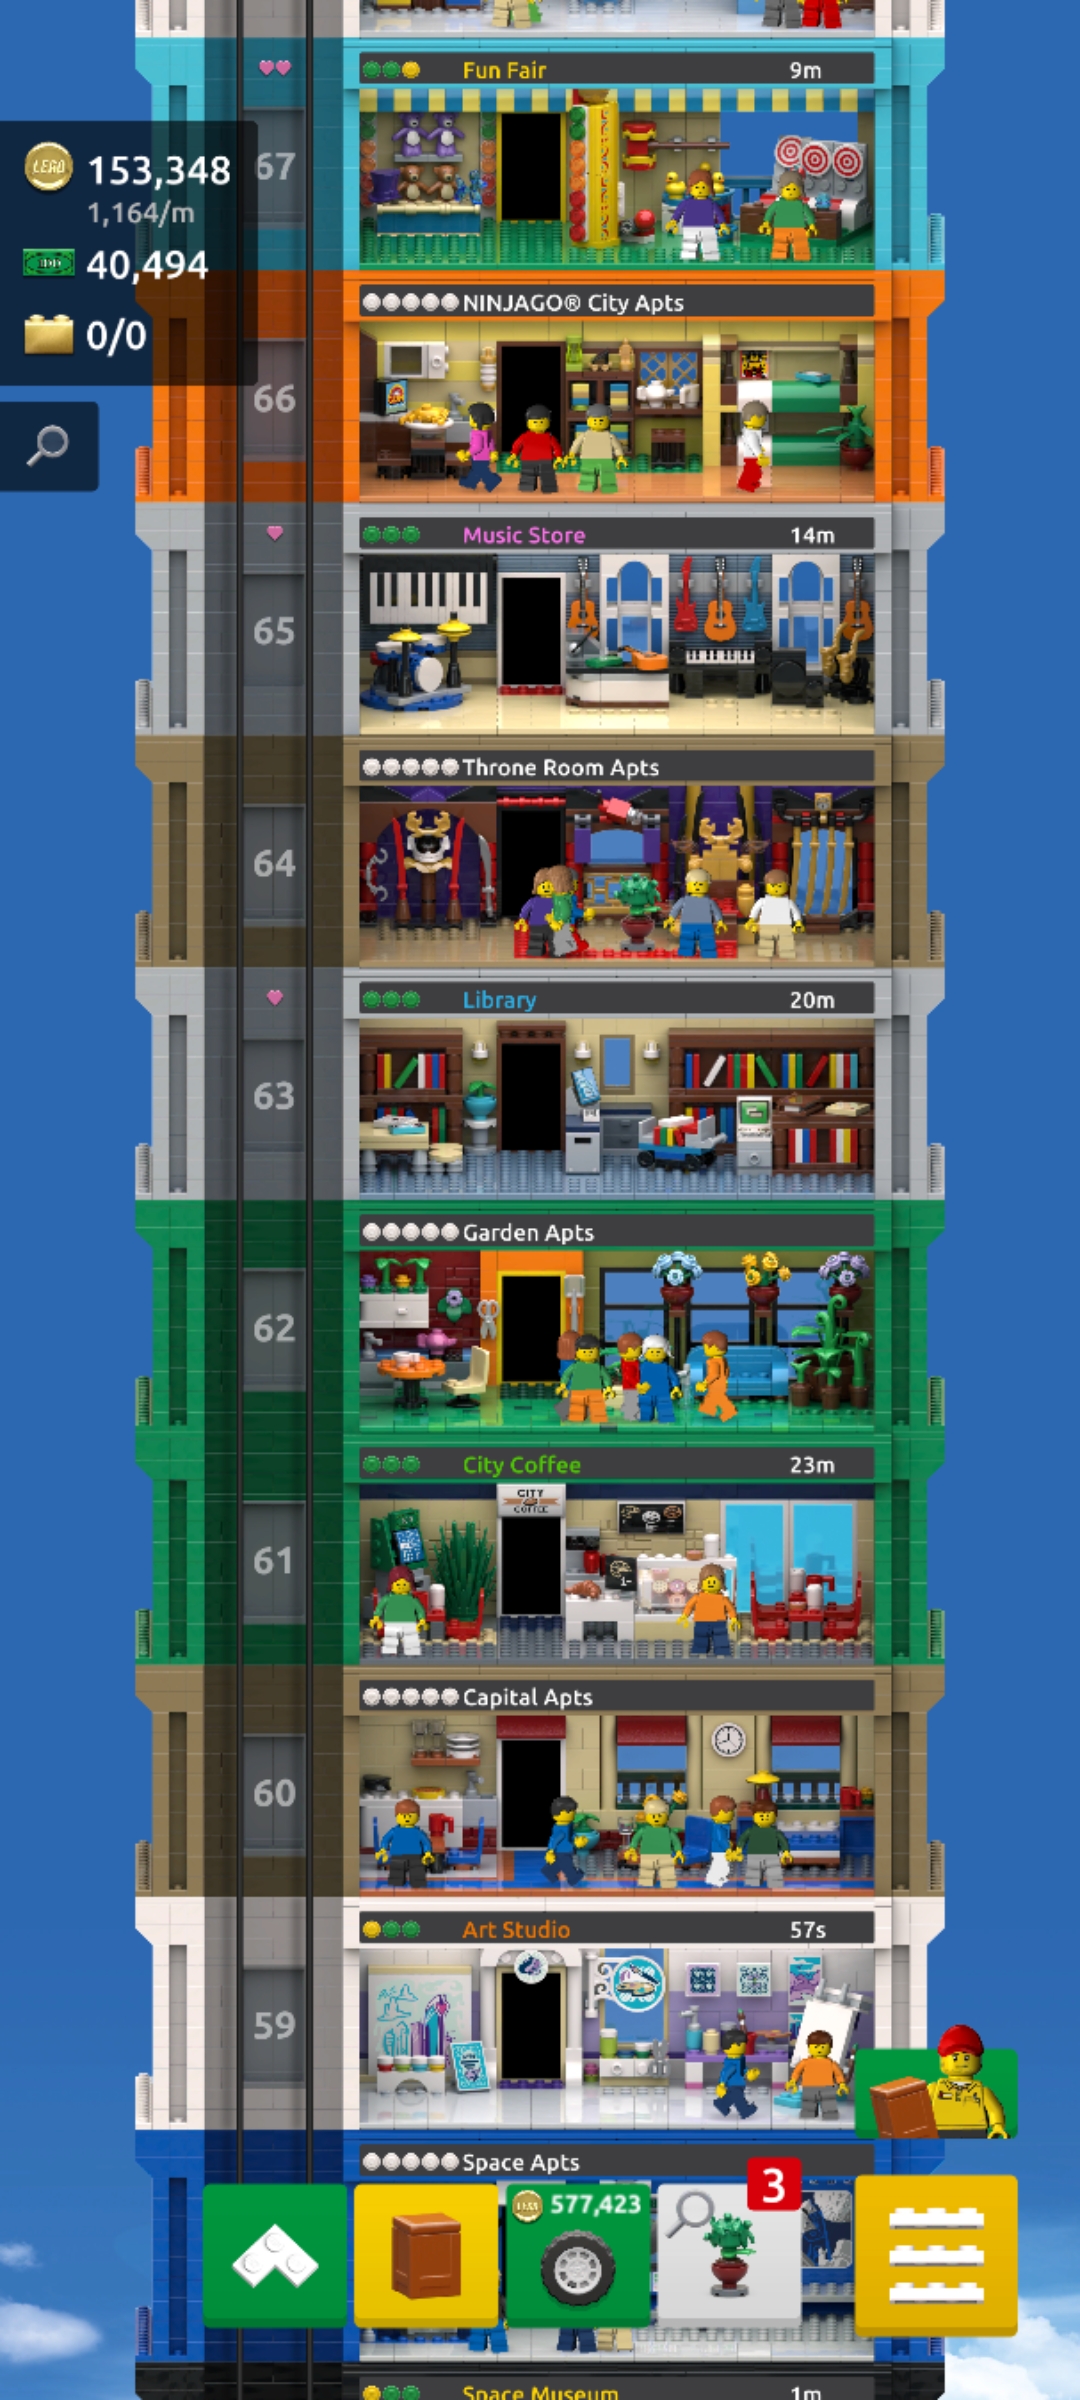 Fun Fair 9m
67
LEGO 153,348
1,164/m
40,494
0/0
NINJAGO® City Apts
66
Music Store 14m
65
Throne Room Apts
64
Library 20m
63
Garden Apts
62
City Coffee 23m
CITY
COFFEE
61
Capital Apts
60
Art Studio 57s
59
Space Apts
3
577,423
Space Museum 1m